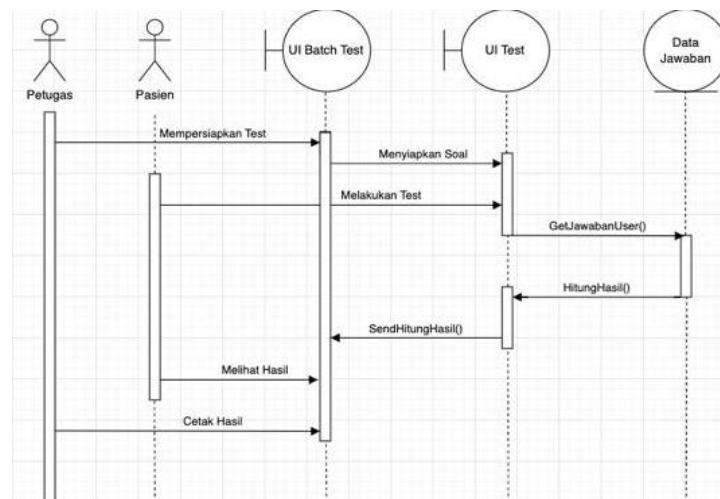 UI Batch Test
UI Test
Data
Jawaban
Petugas
Pasien
Mempersiapkan Test
Menyiapkan Soal
Melakukan Test
GetJawabanUser()
HitungHasil()
SendHitungHasil()
Melihat Hasil
Cetak Hasil